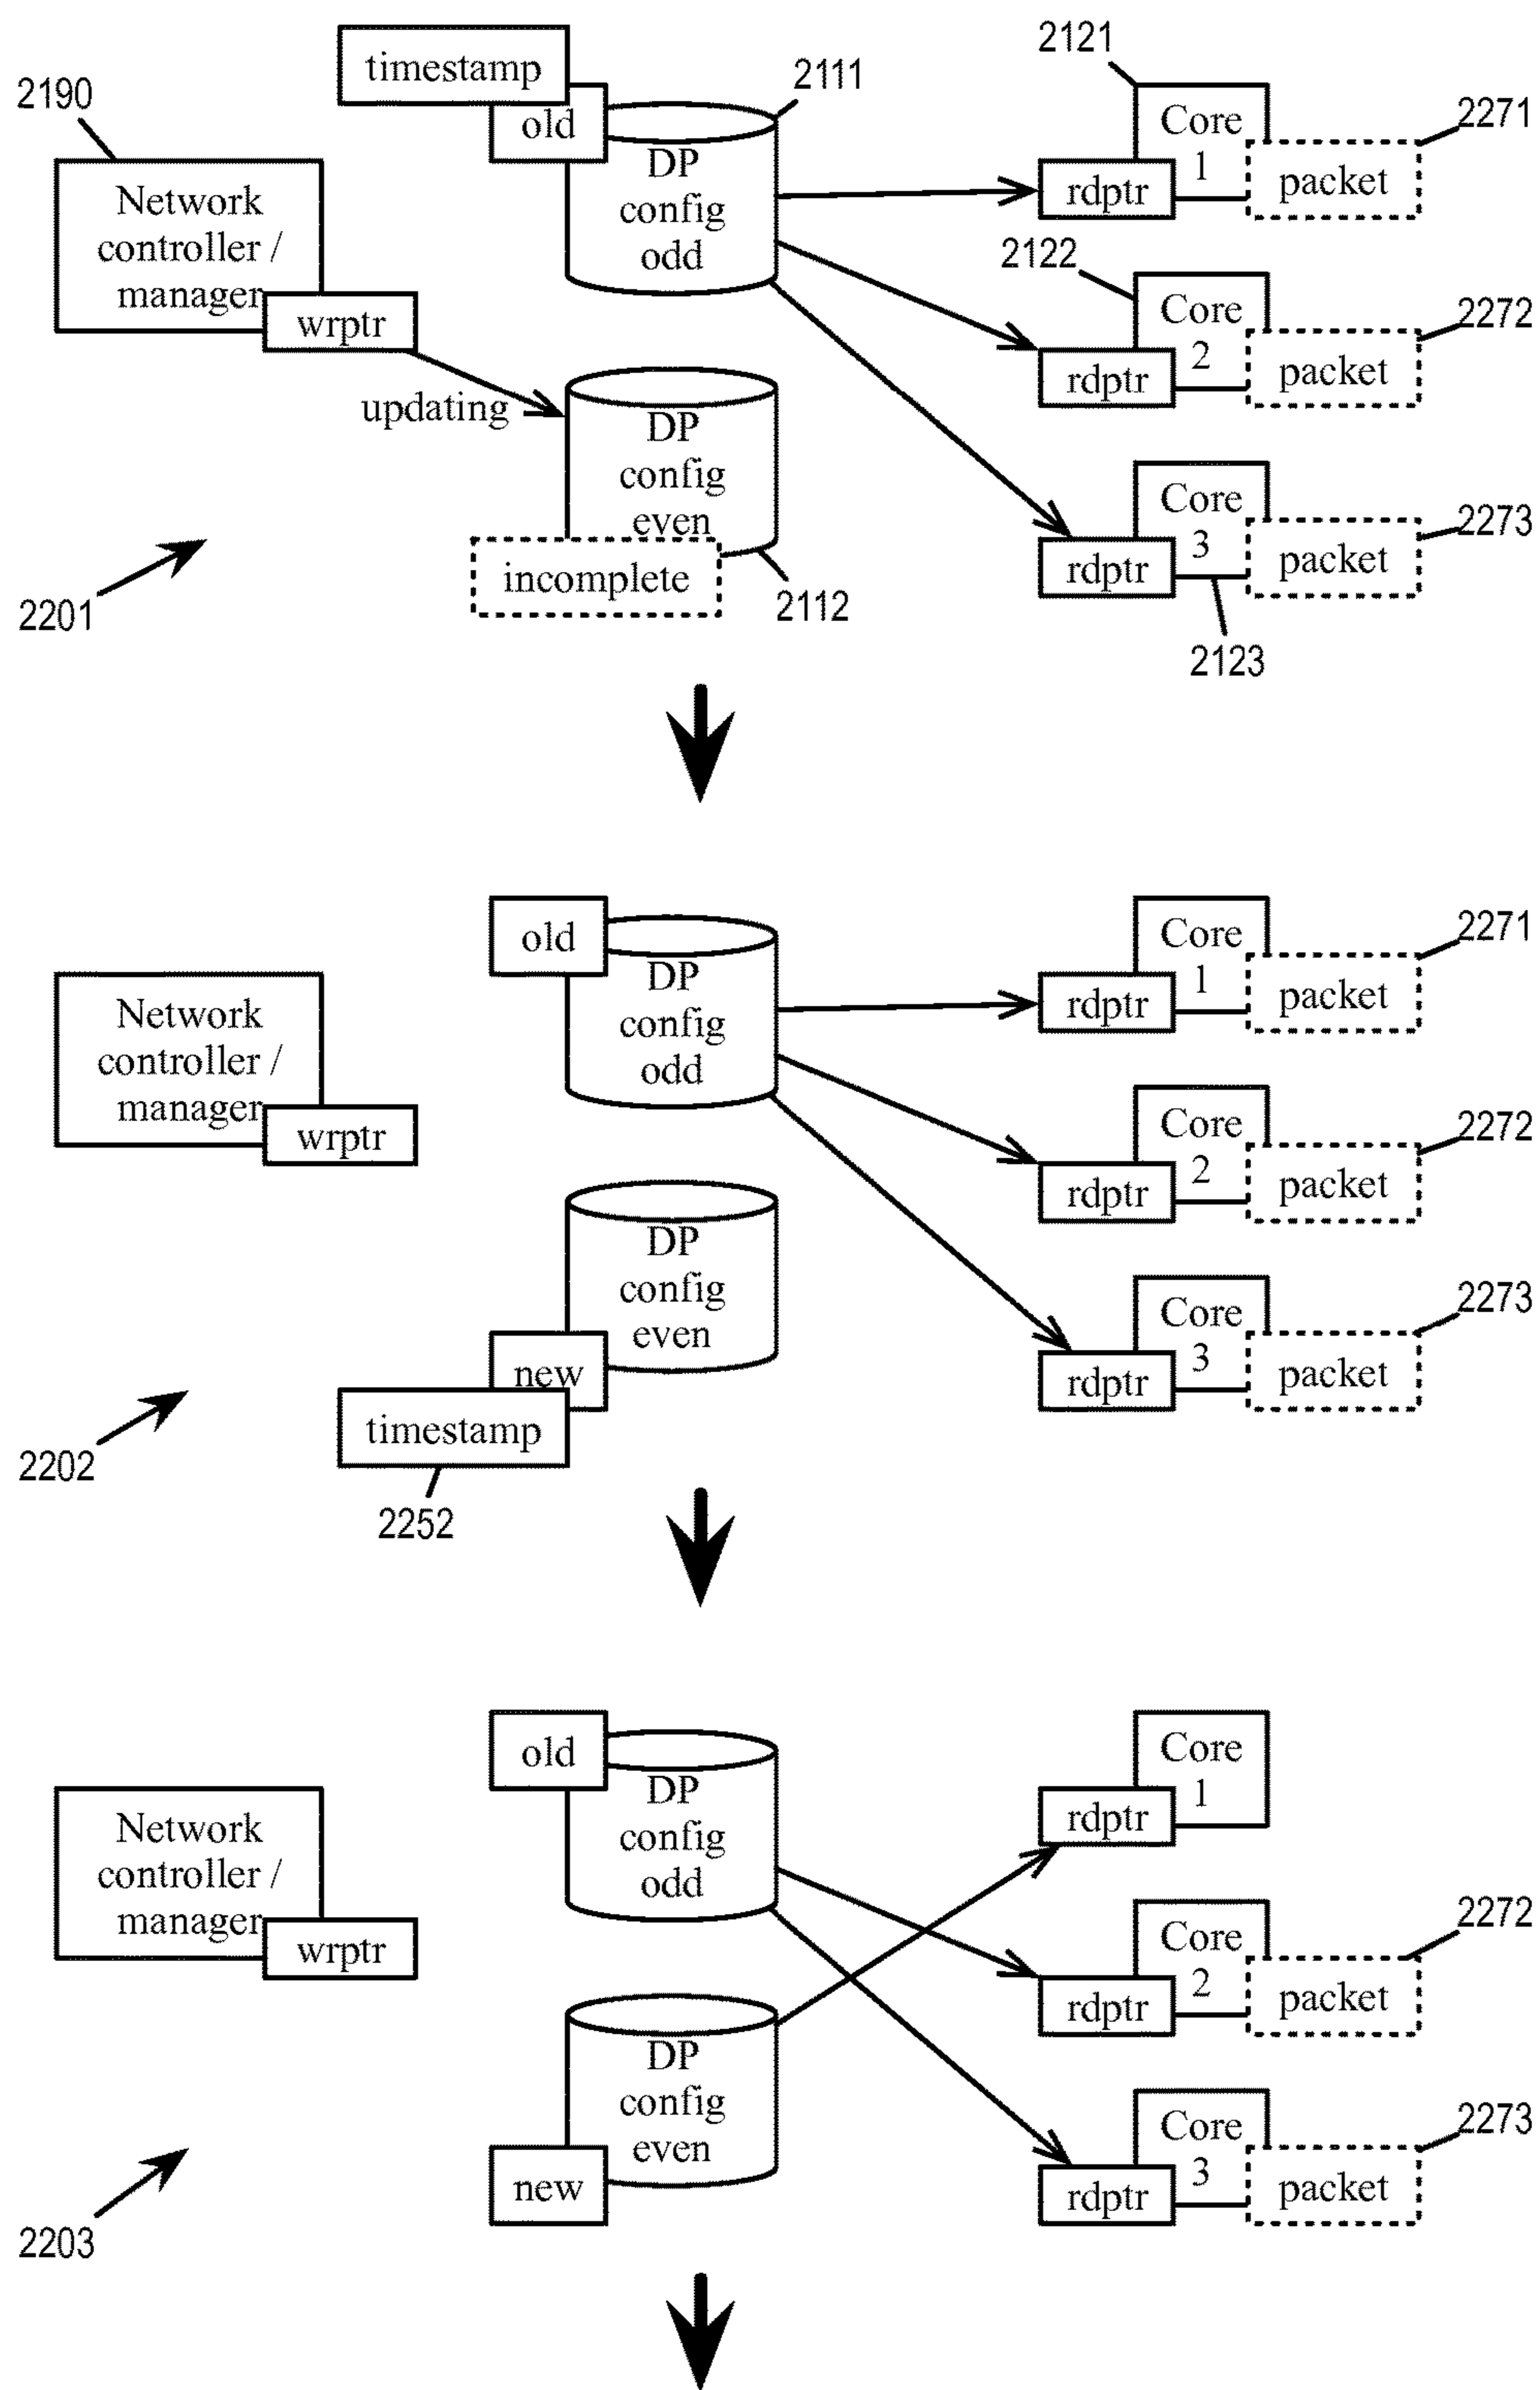 2121
timestamp
2111
2190
old
Core
2271
DP
1
packet
rdptr
Network
config
controller /
odd
2122
manager
Core
2272
wrptr
2
packet
rdptr
updating
DP
config
Core
2273
even
3
packet
incomplete
rdptr
2201
2112
2123
old
Core
2271
DP
1
packet
rdptr
Network
config
controller /
odd
manager
Core
2272
wrptr
2
packet
rdptr
DP
config
Core
2273
even
3
packet
new
rdptr
timestamp
2202
2252
old
Core
DP
1
rdptr
Network
config
controller /
odd
manager
Core
2272
wrptr
2
packet
rdptr
DP
config
Core
2273
even
3
packet
new
rdptr
2203